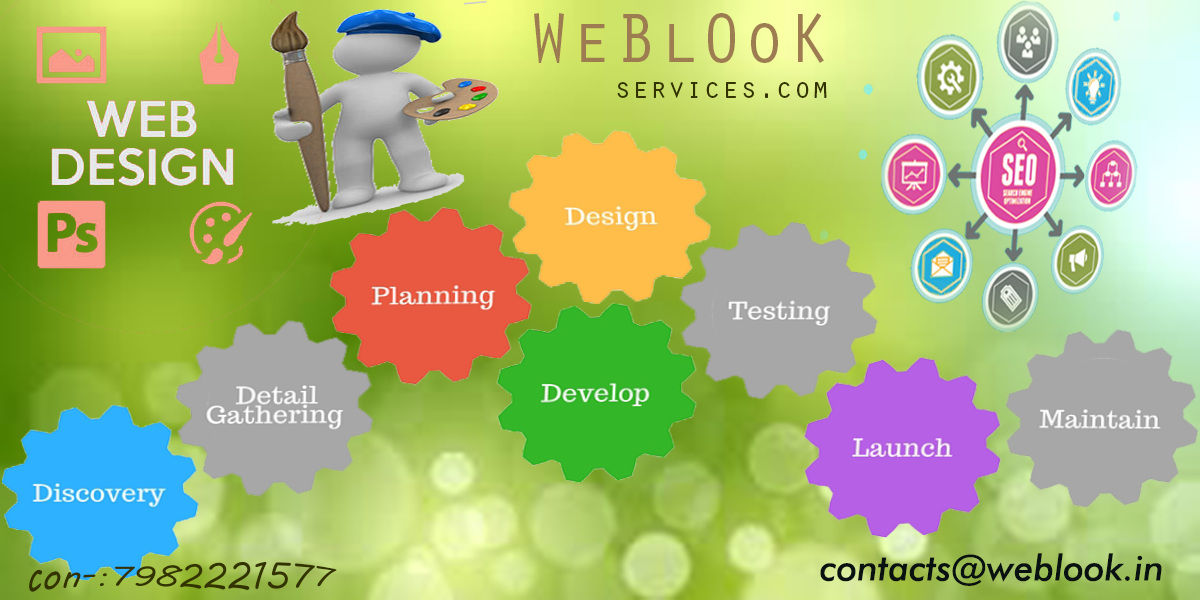 WEB
DESIGN
Ps
WEBLOOK
SERVICES.COM
SEO
SEARCH ENGINE
OPTIMIZATION
Design
Planning
Testing
Develop
Detail
Gathering
Launch
Maintain
Discovery
con-:7982221577
contacts@weblook.in